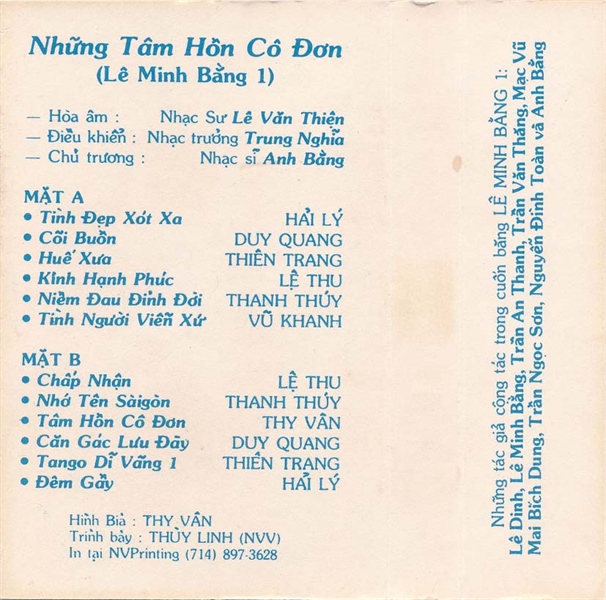 Những Tâm Hồn Cô Đơn
(Lê Minh Bằng 1)
— Hòa âm : Nhạc Sư Lê Văn Thiện
— Điều khiển : Nhạc trưởng Trung Nghĩa
— Chủ trương : Nhạc sĩ Anh Bằng
MẶT A
• Tình Đẹp Xót Xa HẢI LÝ
• Cõi Buồn DUY QUANG
• Huế Xưa THIÊN TRANG
• Kinh Hạnh Phúc LỆ THU
• Niềm Đau Đỉnh Đời THANH THÚY
• Tình Người Viễn Xứ VŨ KHANH
MẶT B
• Chấp Nhận LỆ THU
• Nhớ Tên Sàigòn THANH THÚY
• Tâm Hồn Cô Đơn THY VÂN
• Căn Gác Lưu Đày DUY QUANG
• Tango Dĩ Vãng 1 THIÊN TRANG
• Đêm Gầy HẢI LÝ
Hình Bìa : THY VÂN
Trình bày : THÙY LINH (NVV)
In tại NVPrinting (714) 897-3628
Những tác giả cộng tác trong cuốn băng LÊ MINH BẰNG 1:
Lê Dinh, Lê Minh Bằng, Trần An Thanh, Trần Văn Thăng, Mạc Vũ
Mai Bích Dung, Trần Ngọc Sơn, Nguyễn Đình Toàn và Anh Bằng